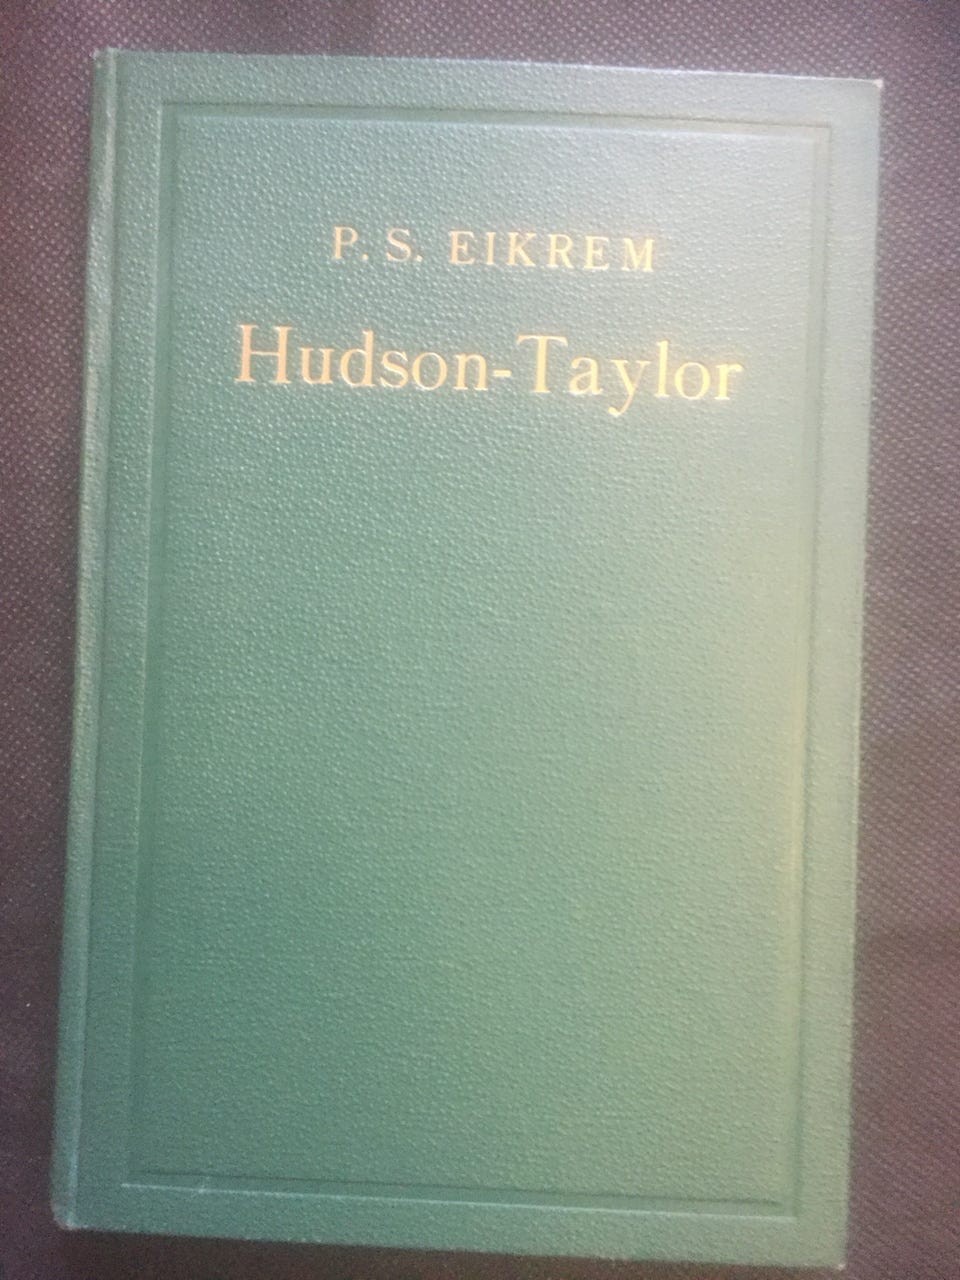 P. S. EIKREM
Hudson-Taylor